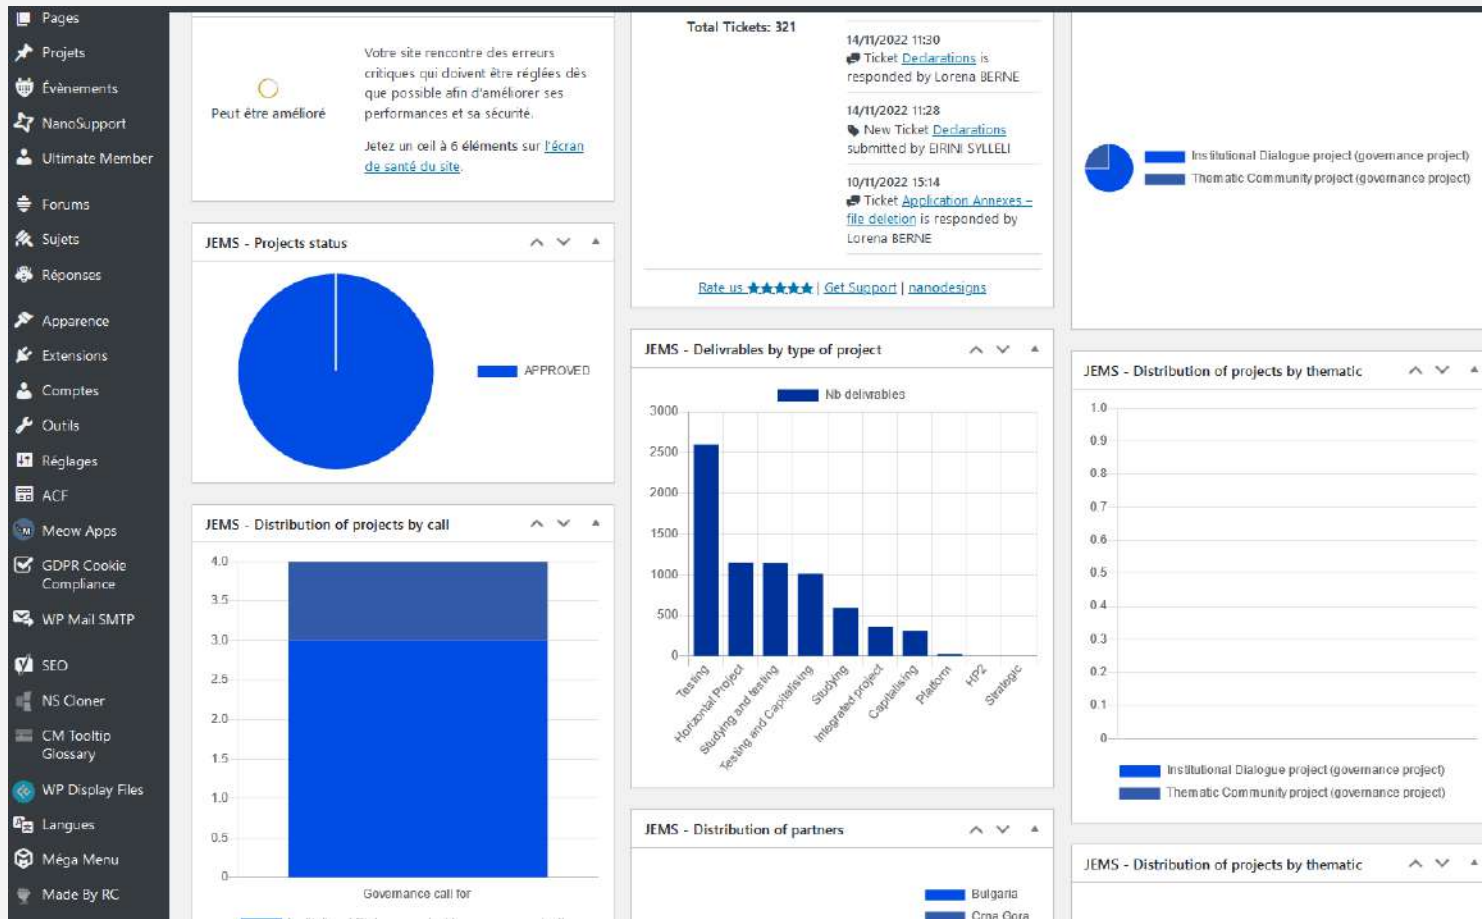 Pages
Projets
Évènements
NanoSupport
Ultimate Member
Forums
Sujets
Réponses
Apparence
Extensions
Comptes
Outils
Réglages
ACF
Meow Apps
GDPR Cookie
Compliance
WP Mail SMTP
SEO
NS Cloner
CM Tooltip
Glossary
WP Display Files
Langues
Méga Menu
Made By RC
Peut être amélioré
Votre site rencontre des erreurs
critiques qui doivent être réglées dès
que possible afin d'améliorer ses
performances et sa sécurité.
Jetez un œil à 6 éléments sur l'écran
de santé du site.
JEMS - Projects status
APPROVED
JEMS - Distribution of projects by call
4.0
3.5
3.0
2.5
2.0
1.5
1.0
0.5
0
Governance call for
Total Tickets: 321
14/11/2022 11:30
Ticket Declarations is
responded by Lorena BERNE
14/11/2022 11:28
New Ticket Declarations
submitted by EIRINI SYLLELI
10/11/2022 15:14
Ticket Application Annexes –
file deletion is responded by
Lorena BERNE
Rate us ★★★★★ | Get Support | nanodesigns
JEMS - Delivrables by type of project
Nb delivrables
3000
2500
2000
1500
1000
500
0
Testing
Horizontal Project
Studying and testing
Testing and Capitalising
Studying
Integrated project
Capitalising
Platform
HP2
Strategic
JEMS - Distribution of partners
Bulgaria
Crna Gora
Institutional Dialogue project (governance project)
Thematic Community project (governance project)
JEMS - Distribution of projects by thematic
1.0
0.9
0.8
0.7
0.6
0.5
0.4
0.3
0.2
0.1
0
Institutional Dialogue project (governance project)
Thematic Community project (governance project)
JEMS - Distribution of projects by thematic